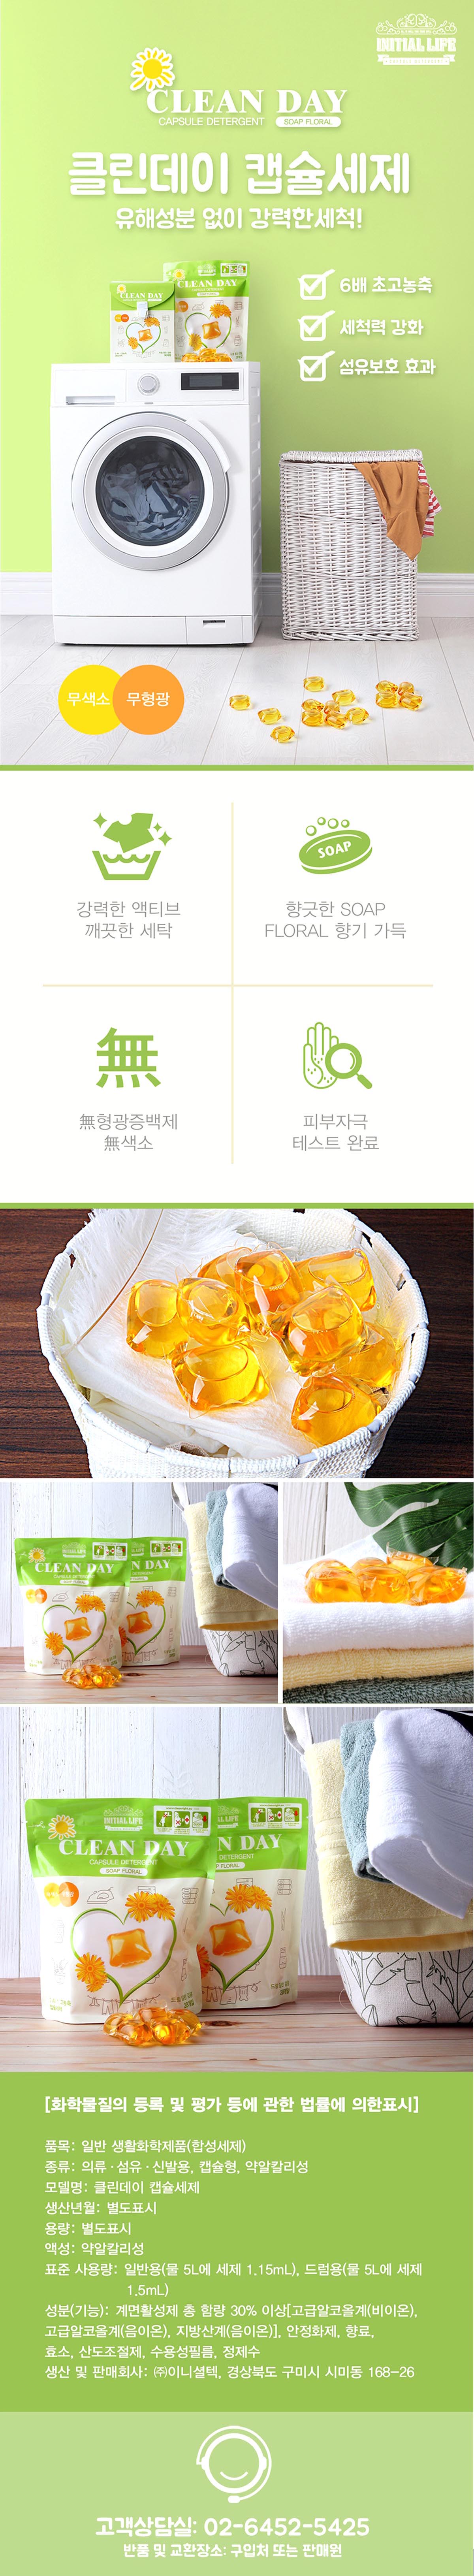 INITIAL LIFE
CLEAN DAY
CAPSULE DETERGENT SOAP FLORAL
클린데이 캡슐세제
유해성분 없이 강력한세척!
6배 초고농축
세척력 강화
섬유보호 효과
CLEAN DAY
CLEAN DAY
무색소 무형광
SOAP
강력한 액티브
깨끗한 세탁
향긋한 SOAP
FLORAL 향기 가득
無
無형광증백제
無색소
피부자극
테스트 완료
INITIAL LIFE
CLEAN DAY
N DAY
INITIAL LIFE
CLEAN DAY
CAPSULE DETERGENT
SOAP FLORAL
N DAY
DETERGENT
FLORAL
[화학물질의 등록 및 평가 등에 관한 법률에 의한표시]
품목: 일반 생활화학제품(합성세제)
종류: 의류·섬유·신발용, 캡슐형, 약알칼리성
모델명: 클린데이 캡슐세제
생산년월: 별도표시
용량: 별도표시
액성: 약알칼리성
표준 사용량: 일반용(물 5L에 세제 1.15mL), 드럼용(물 5L에 세제
1.5mL)
성분(기능): 계면활성제 총 함량 30% 이상[고급알코올계(비이온),
고급알코올계(음이온), 지방산계(음이온)], 안정화제, 향료,
효소, 산도조절제, 수용성필름, 정제수
생산 및 판매회사: ㈜이니셜텍, 경상북도 구미시 시미동 168-26
고객상담실: 02-6452-5425
반품 및 교환장소: 구입처 또는 판매원